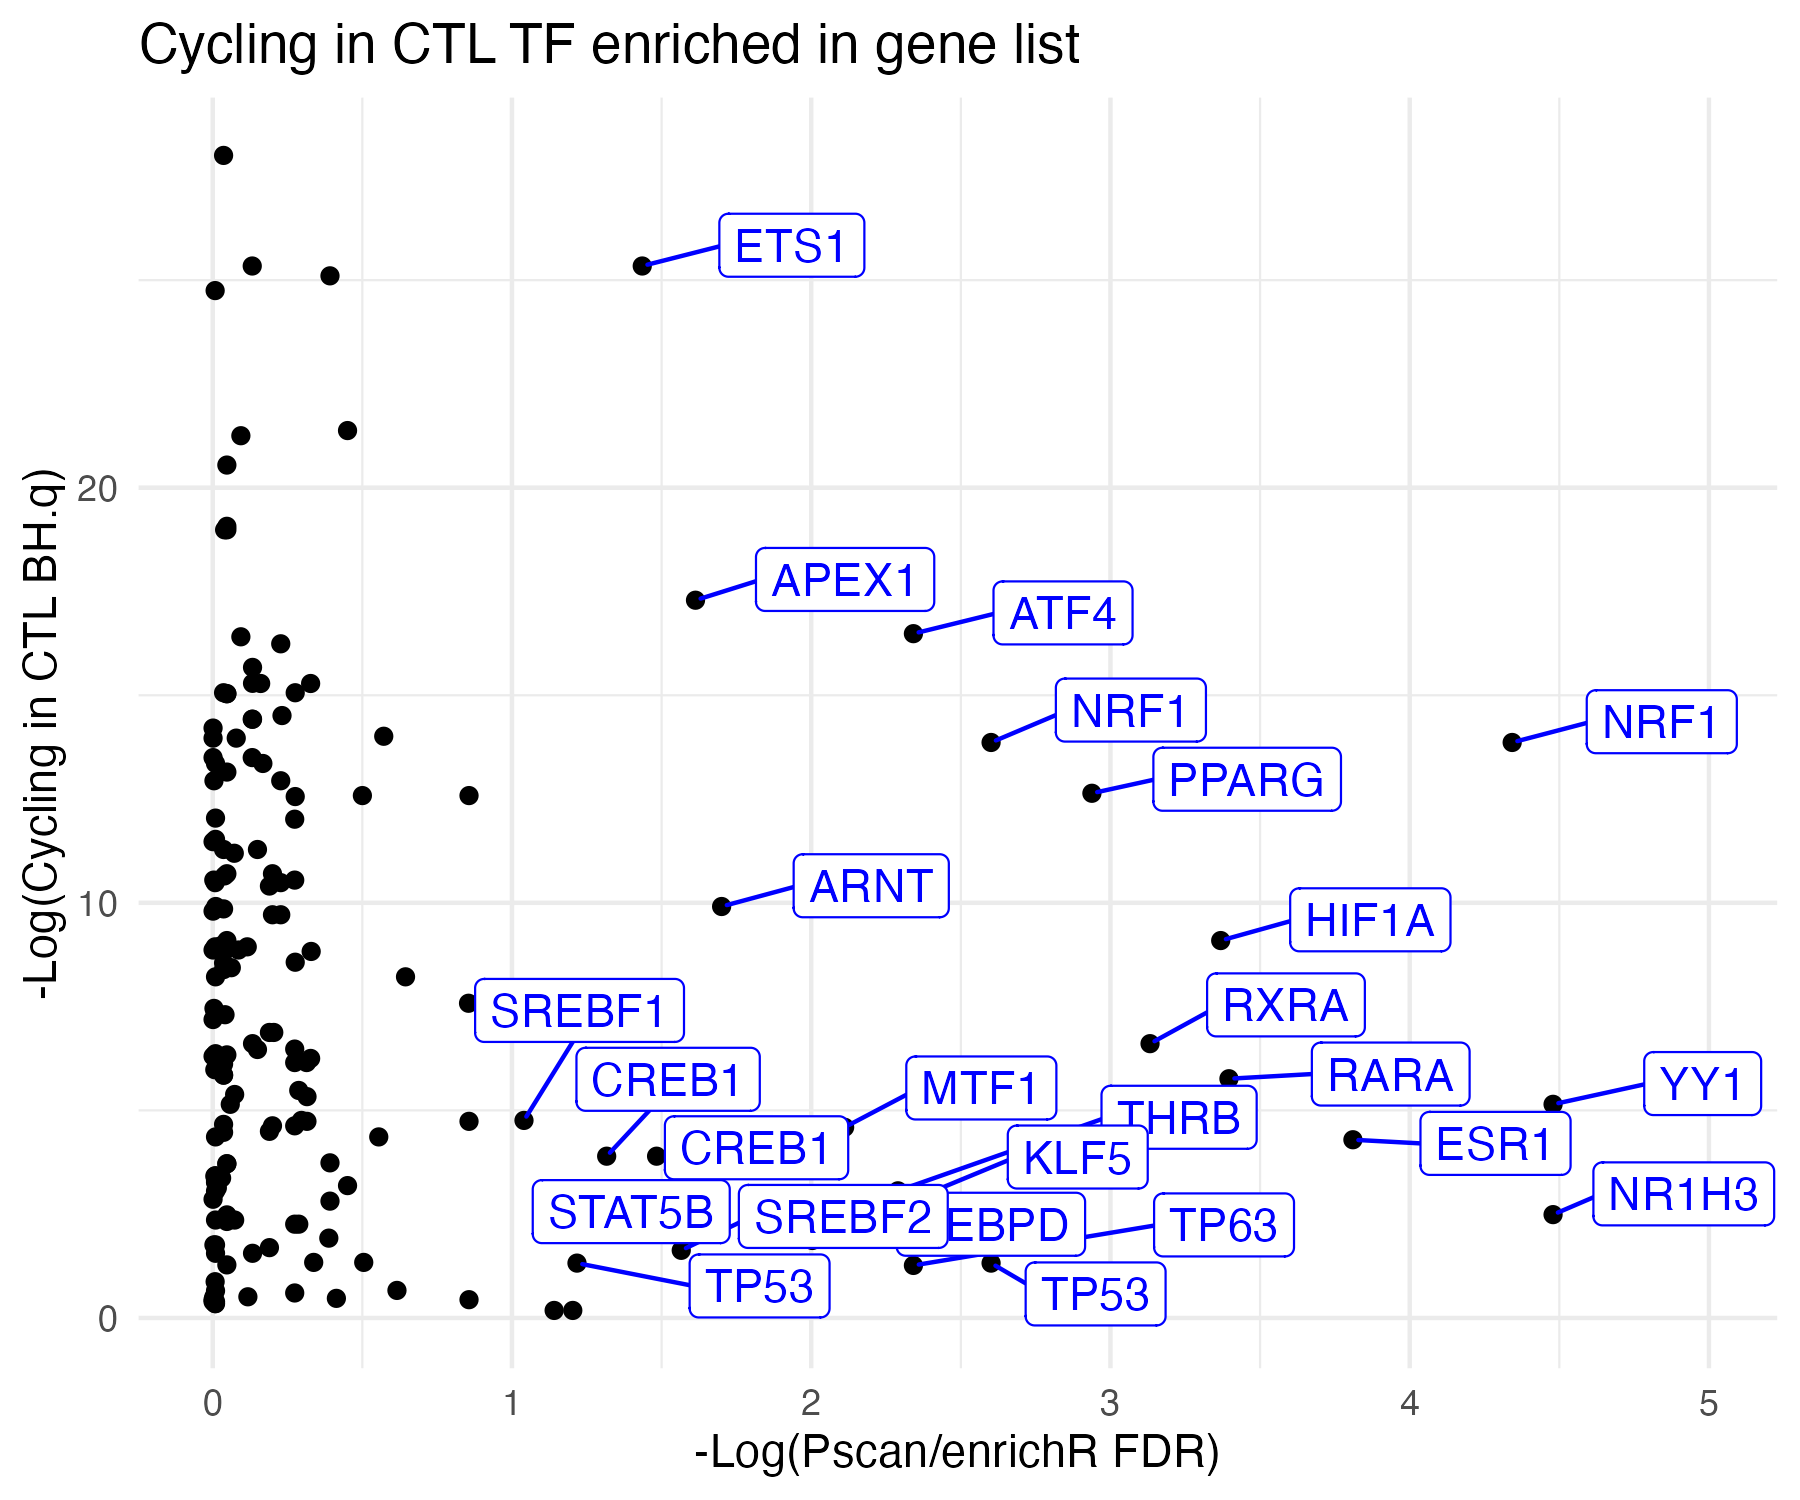 Cycling in CTL TF enriched in gene list
-Log(Cycling in CTL BH.q)
20
10
0
ETS1
APEX1
ATF4
NRF1
NRF1
PPARG
ARNT
HIF1A
SREBF1
RXRA
CREB1
MTF1
RARA
YY1
THRB
CREB1
KLF5
ESR1
NR1H3
STAT5B
SREBF2
EBPD
TP63
TP53
TP53
0
1
2
3
4
5
-Log(Pscan/enrichR FDR)